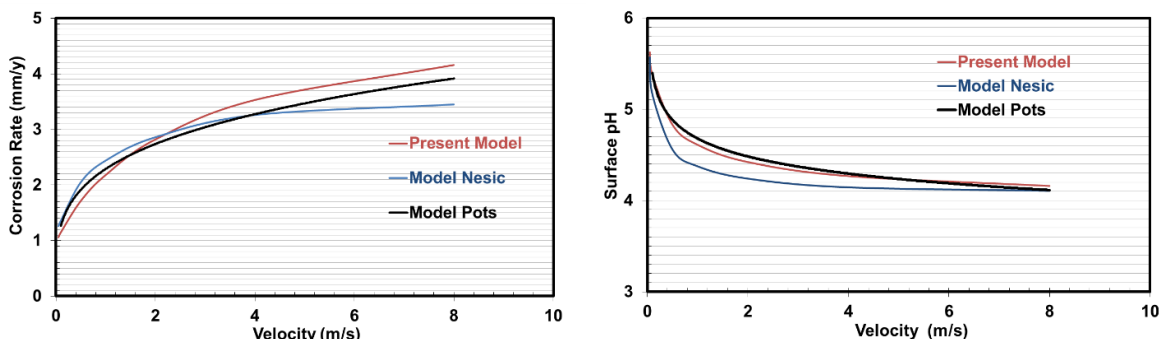 5
4
3
2
1
0
Corrosion Rate (mm/y)
Present Model
Model Nesic
Model Pots
0 2 4 6 8 10
Velocity (m/s)
6
5
4
3
Surface pH
Present Model
Model Nesic
Model Pots
0 2 4 6 8 10
Velocity (m/s)